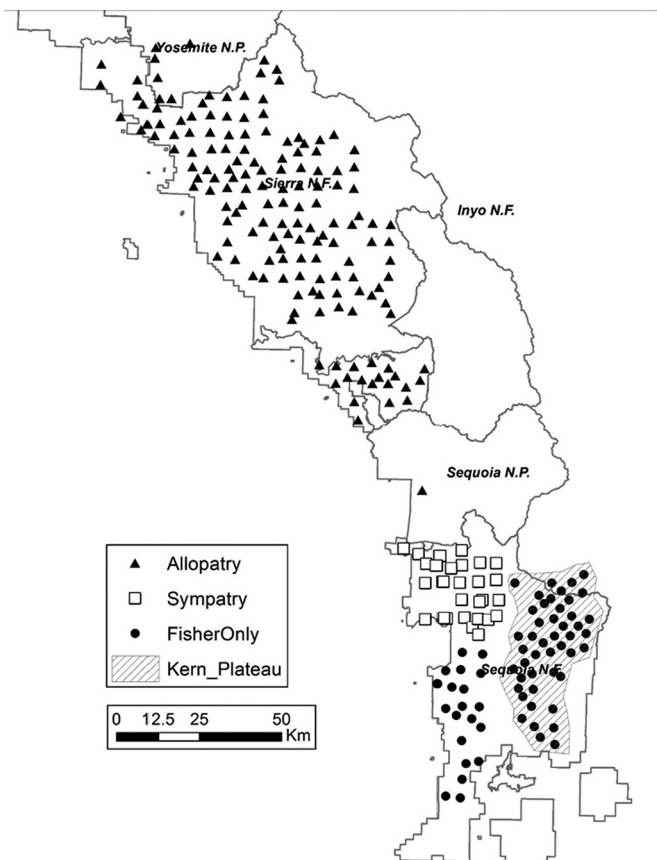 Yosemite N.P.
Sierra N.F.
Inyo N.F.
Sequoia N.P.
Sequoia N.F.
Allopatry
Sympatry
FisherOnly
Kern_Plateau
0 12.5 25 50
Km